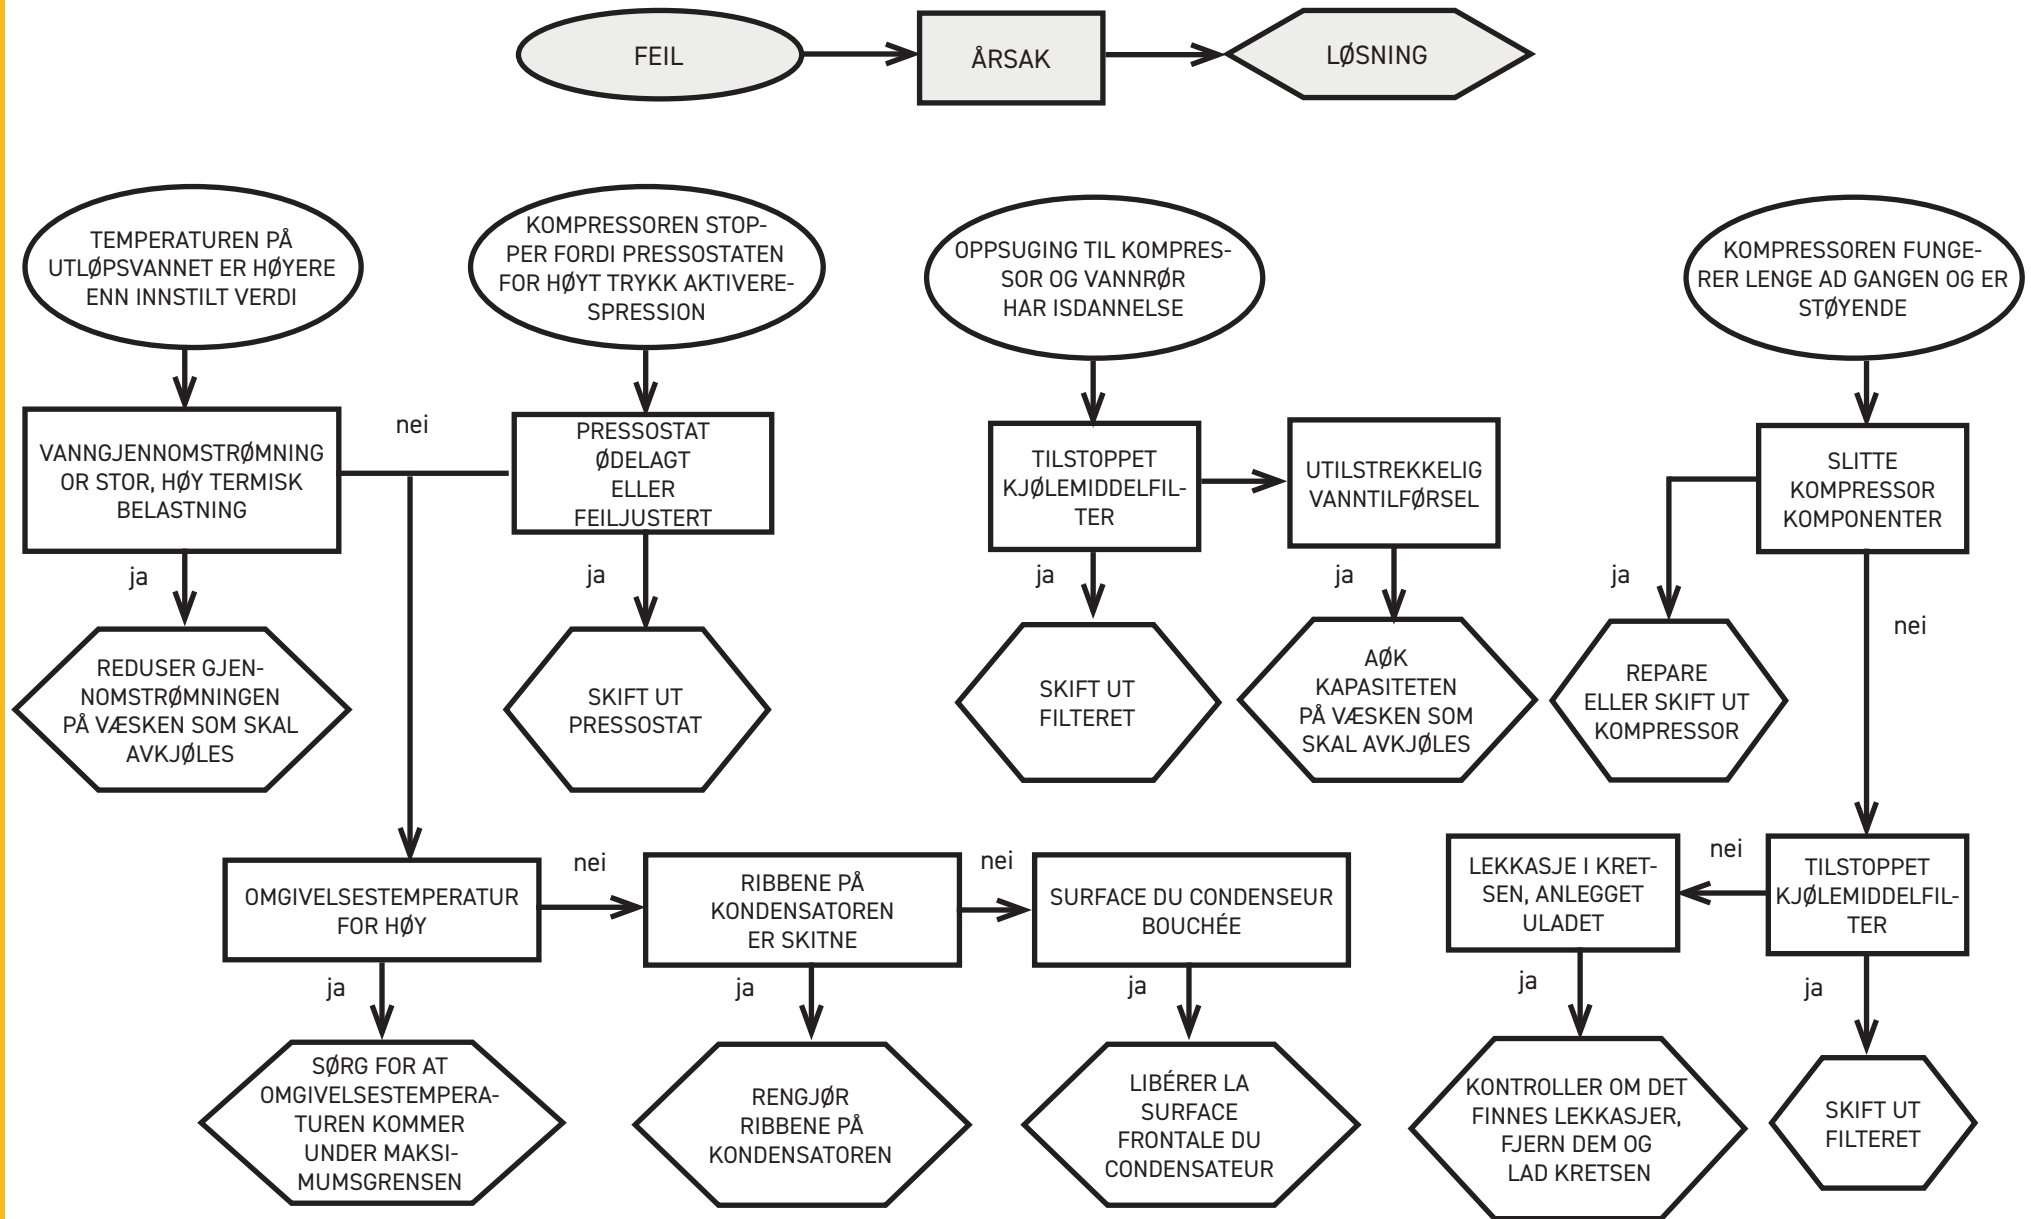 FEIL
ÅRSAK
LØSNING
TEMPERATUREN PÅ
UTLØPSVANNET ER HØYERE
ENN INNSTILT VERDI
KOMPRESSOREN STOP-
PER FORDI PRESSOSTATEN
FOR HØYT TRYKK AKTIVERE-
SPRESSION
OPPSUGING TIL KOMPRES-
SOR OG VANNRØR
HAR ISDANNELSE
KOMPRESSOREN FUNGE-
RER LENGE AD GANGEN OG ER
STØYENDE
VANNGJENNOMSTRØMNING
OR STOR, HØY TERMISK
BELASTNING
nei
PRESSOSTAT
ØDELAGT
ELLER
FEILJUSTERT
TILSTOPPET
KJØLEMIDDELFIL-
TER
UTILSTREKKELIG
VANNTILFØRSEL
SLITTE
KOMPRESSOR
KOMPONENTER
ja
ja
ja
ja
ja
nei
REDUSER GJEN-
NOMSTRØMNINGEN
PÅ VÆSKEN SOM SKAL
AVKJØLES
SKIFT UT
PRESSOSTAT
SKIFT UT
FILTERET
AØK
KAPASITETEN
PÅ VÆSKEN SOM
SKAL AVKJØLES
REPARE
ELLER SKIFT UT
KOMPRESSOR
OMGIVELSESTEMPERATUR
FOR HØY
nei
RIBBENE PÅ
KONDENSATOREN
ER SKITNE
nei
SURFACE DU CONDENSEUR
BOUCHÉE
LEKKASJE I KRET-
SEN, ANLEGGET
ULADET
nei
TILSTOPPET
KJØLEMIDDELFIL-
TER
ja
ja
ja
ja
ja
SØRG FOR AT
OMGIVELSESTEMPERA-
TUREN KOMMER
UNDER MAKSI-
MUMSGRENSEN
RENGJØR
RIBBENE PÅ
KONDENSATOREN
LIBÉRER LA
SURFACE
FRONTALE DU
CONDENSATEUR
KONTROLLER OM DET
FINNES LEKKASJER,
FJERN DEM OG
LAD KRETSEN
SKIFT UT
FILTERET